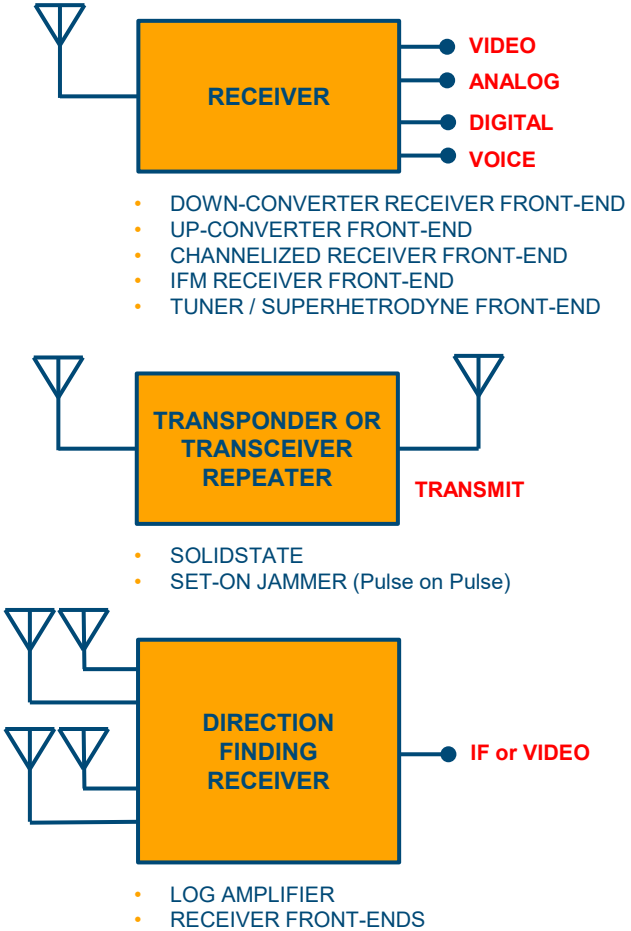 RECEIVER
VIDEO
ANALOG
DIGITAL
VOICE
• DOWN-CONVERTER RECEIVER FRONT-END
• UP-CONVERTER FRONT-END
• CHANNELIZED RECEIVER FRONT-END
• IFM RECEIVER FRONT-END
• TUNER / SUPERHETRODYNE FRONT-END
TRANSPONDER OR
TRANSCEIVER
REPEATER
TRANSMIT
• SOLIDSTATE
• SET-ON JAMMER (Pulse on Pulse)
DIRECTION
FINDING
RECEIVER
IF or VIDEO
• LOG AMPLIFIER
• RECEIVER FRONT-ENDS